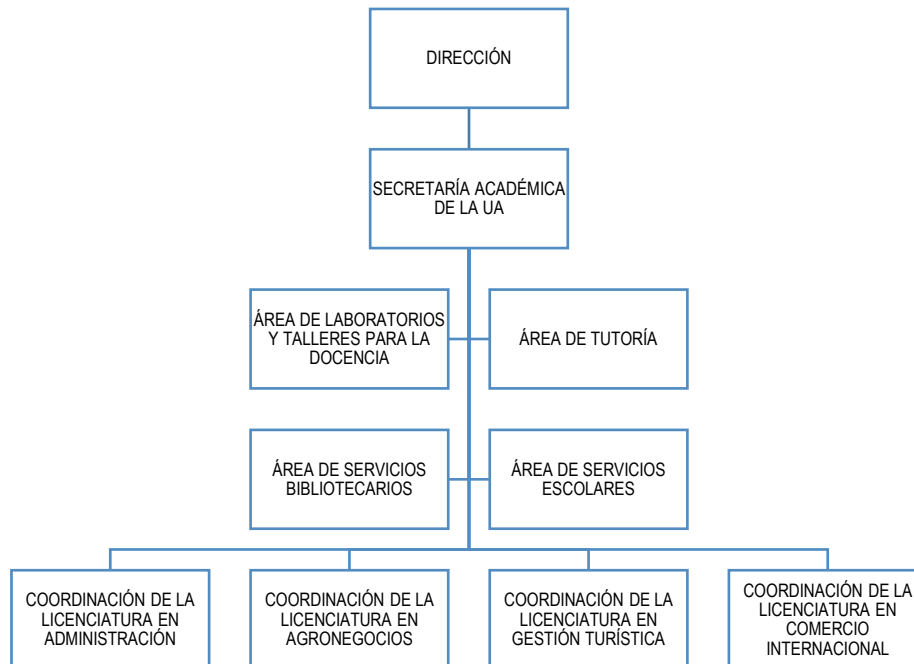 DIRECCIÓN
SECRETARÍA ACADÉMICA
DE LA UA
ÁREA DE LABORATORIOS
Y TALLERES PARA LA
DOCENCIA
ÁREA DE TUTORÍA
ÁREA DE SERVICIOS
BIBLIOTECARIOS
ÁREA DE SERVICIOS
ESCOLARES
COORDINACIÓN DE LA
LICENCIATURA EN
ADMINISTRACIÓN
COORDINACIÓN DE LA
LICENCIATURA EN
AGRONEGOCIOS
COORDINACIÓN DE LA
LICENCIATURA EN
GESTIÓN TURÍSTICA
COORDINACIÓN DE LA
LICENCIATURA EN
COMERCIO
INTERNACIONAL